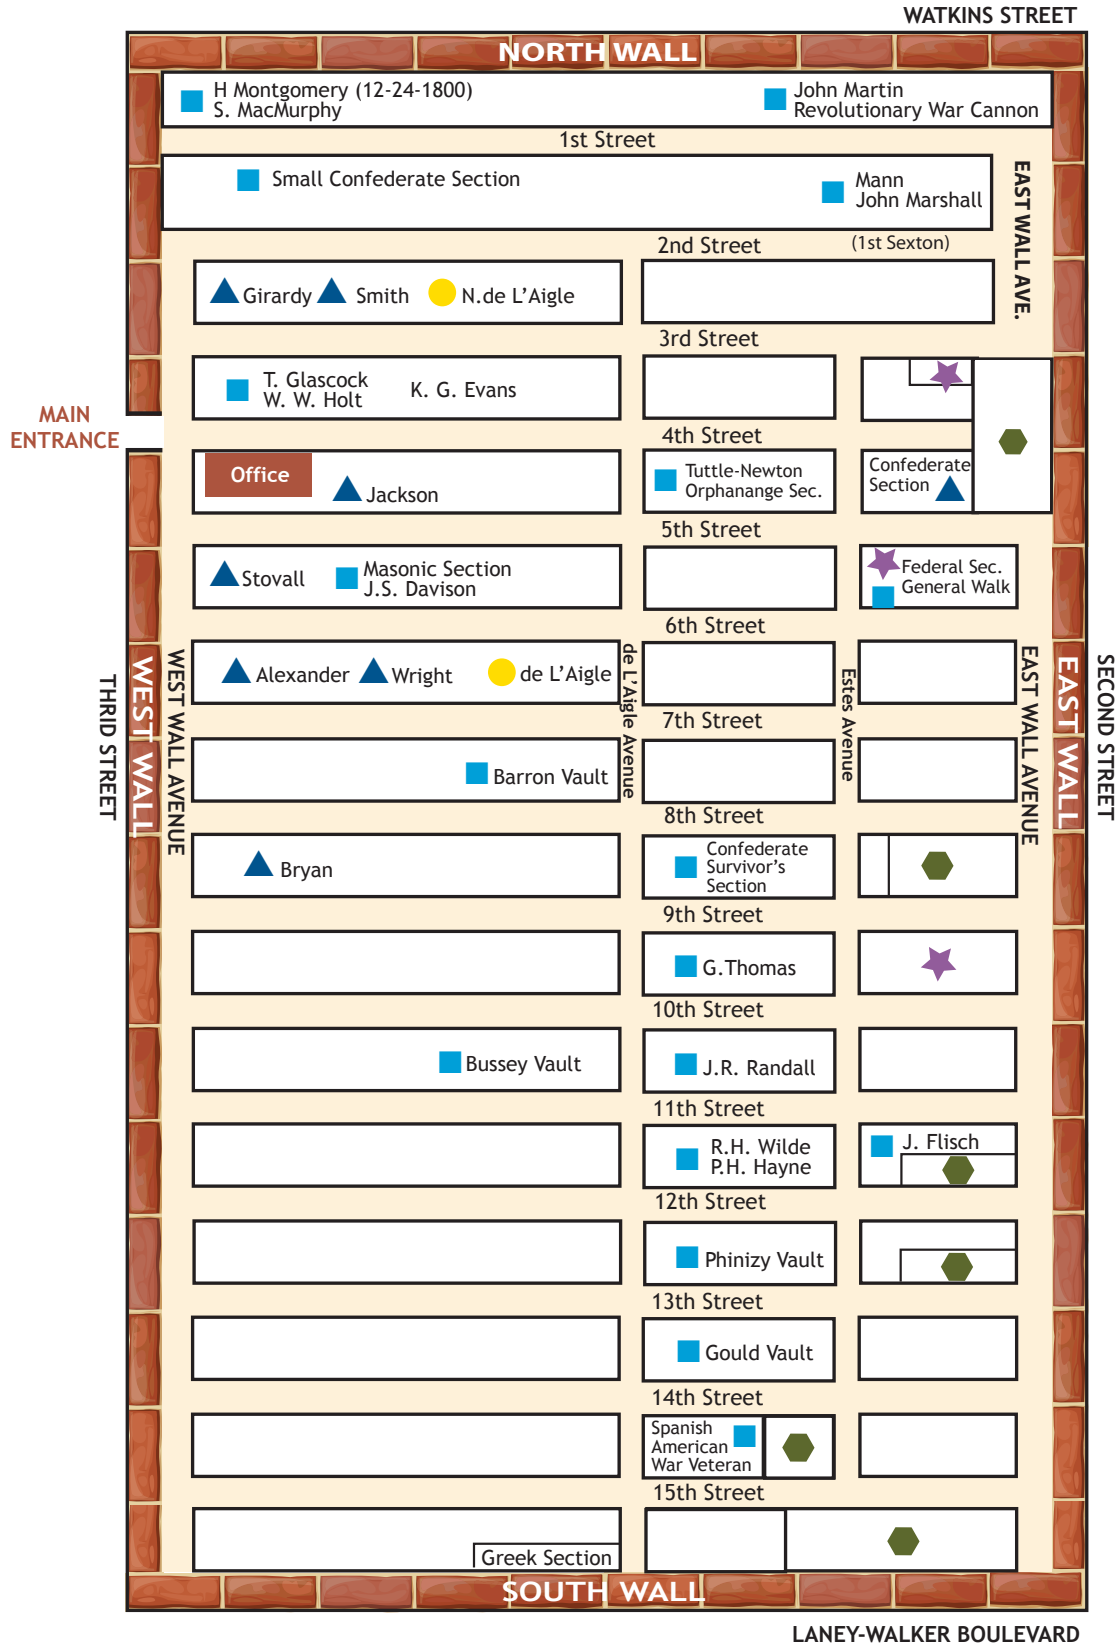 WATKINS STREET
NORTH WALL
H Montgomery (12-24-1800)
S. MacMurphy
John Martin
Revolutionary War Cannon
1st Street
Small Confederate Section
Mann
John Marshall
EAST WALL AVE.
2nd Street
(1st Sexton)
Girardy
Smith
N.de L'Aigle
3rd Street
T. Glascock
W. W. Holt
K. G. Evans
MAIN
ENTRANCE
4th Street
Office
Jackson
Tuttle-Newton
Orphanange Sec.
Confederate
Section
5th Street
Stovall
Masonic Section
J.S. Davison
Federal Sec.
General Walk
6th Street
Alexander
Wright
de L'Aigle
THRID STREET
WEST WALL
WEST WALL AVENUE
de L'Aigle Avenue
Estes Avenue
EAST WALL AVENUE
EAST WALL
SECOND STREET
7th Street
Barron Vault
8th Street
Bryan
Confederate
Survivor's
Section
9th Street
G.Thomas
10th Street
Bussey Vault
J.R. Randall
11th Street
R.H. Wilde
P.H. Hayne
J. Flisch
12th Street
Phinizy Vault
13th Street
Gould Vault
14th Street
Spanish
American
War Veteran
15th Street
Greek Section
SOUTH WALL
LANEY-WALKER BOULEVARD